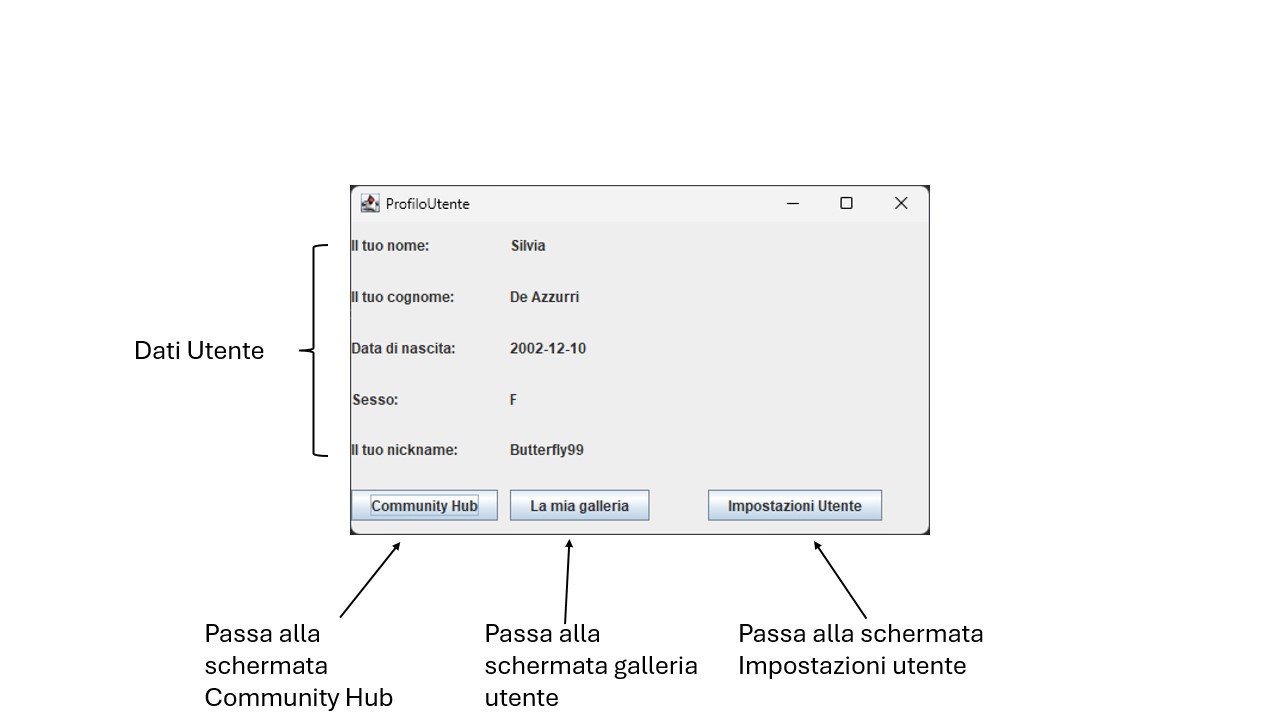 ProfiloUtente
Il tuo nome: Silvia
Il tuo cognome: De Azzurri
Dati Utente
Data di nascita: 2002-12-10
Sesso: F
Il tuo nickname: Butterfly99
Community Hub La mia galleria Impostazioni Utente
Passa alla
schermata
Community Hub
Passa alla
schermata galleria
utente
Passa alla schermata
Impostazioni utente